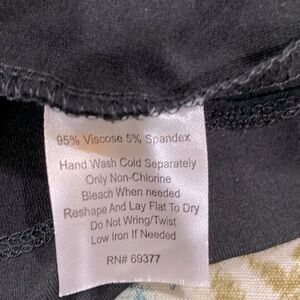 95% Viscose 5% Spandex
Hand Wash Cold Separately
Only Non-Chlorine
Bleach When needed
Reshape And Lay Flat To Dry
Do Not Wring/Twist
Low Iron If Needed
RN# 69377